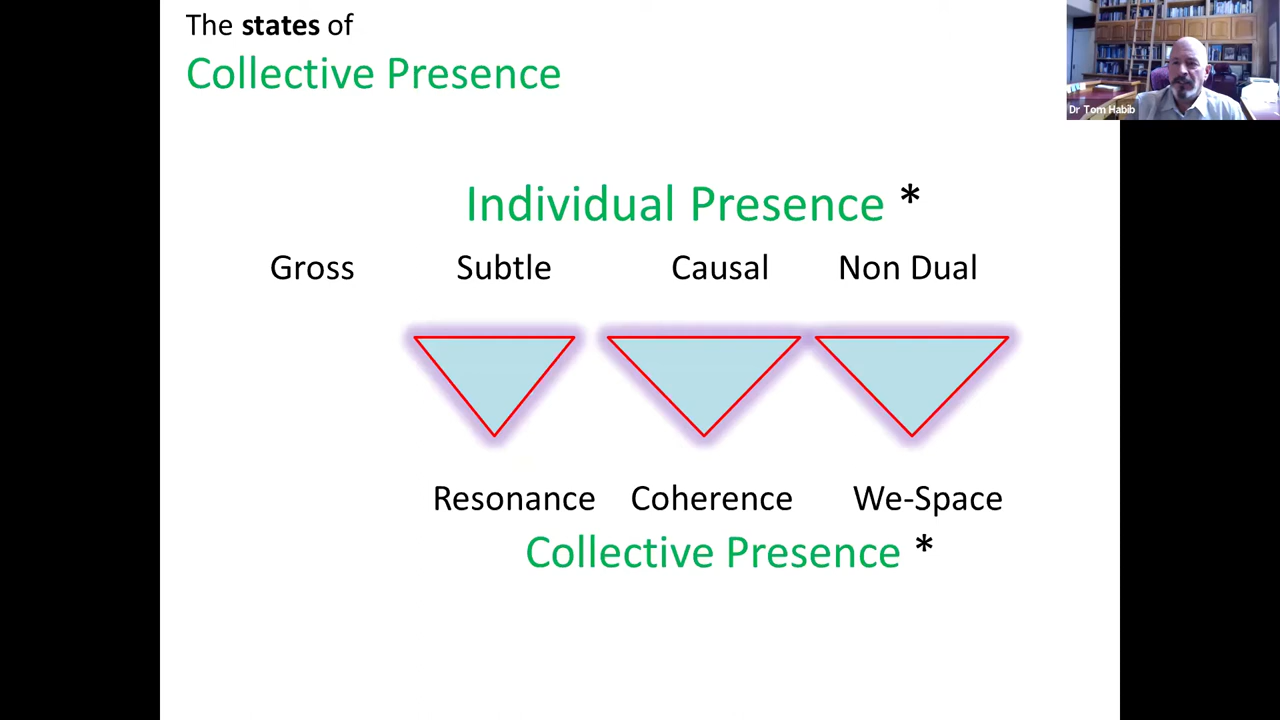 The states of
Collective Presence
Dr Tom Habib
Individual Presence *
Gross Subtle Causal Non Dual
Resonance Coherence We-Space
Collective Presence *